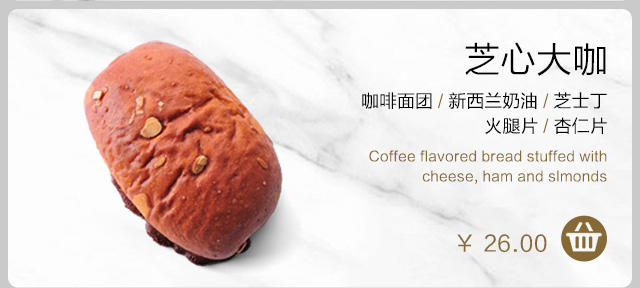 芝心大咖
咖啡面团 / 新西兰奶油 / 芝士丁
火腿片 / 杏仁片
Coffee flavored bread stuffed with
cheese, ham and slmonds
¥ 26.00